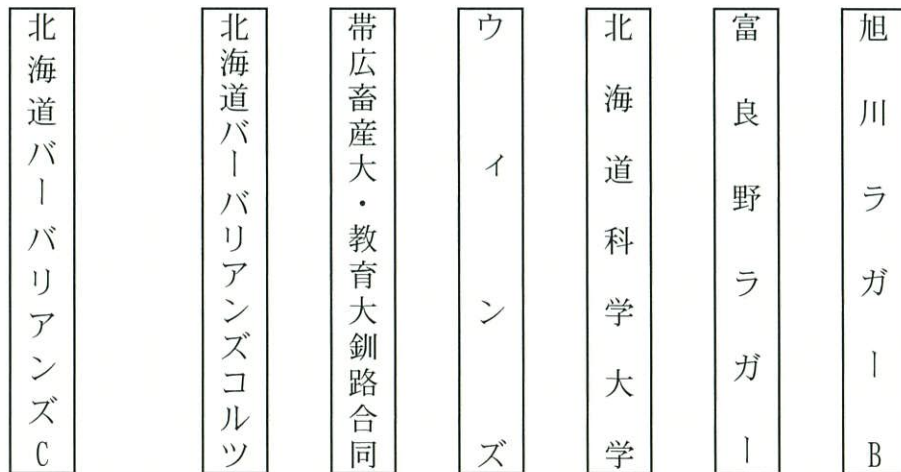 北海道バーバリアンズC
北海道バーバリアンズコルツ
帯広畜産大・教育大釧路合同
ウィンズ
北海道科学大学
富良野ラガー
旭川ラガーB